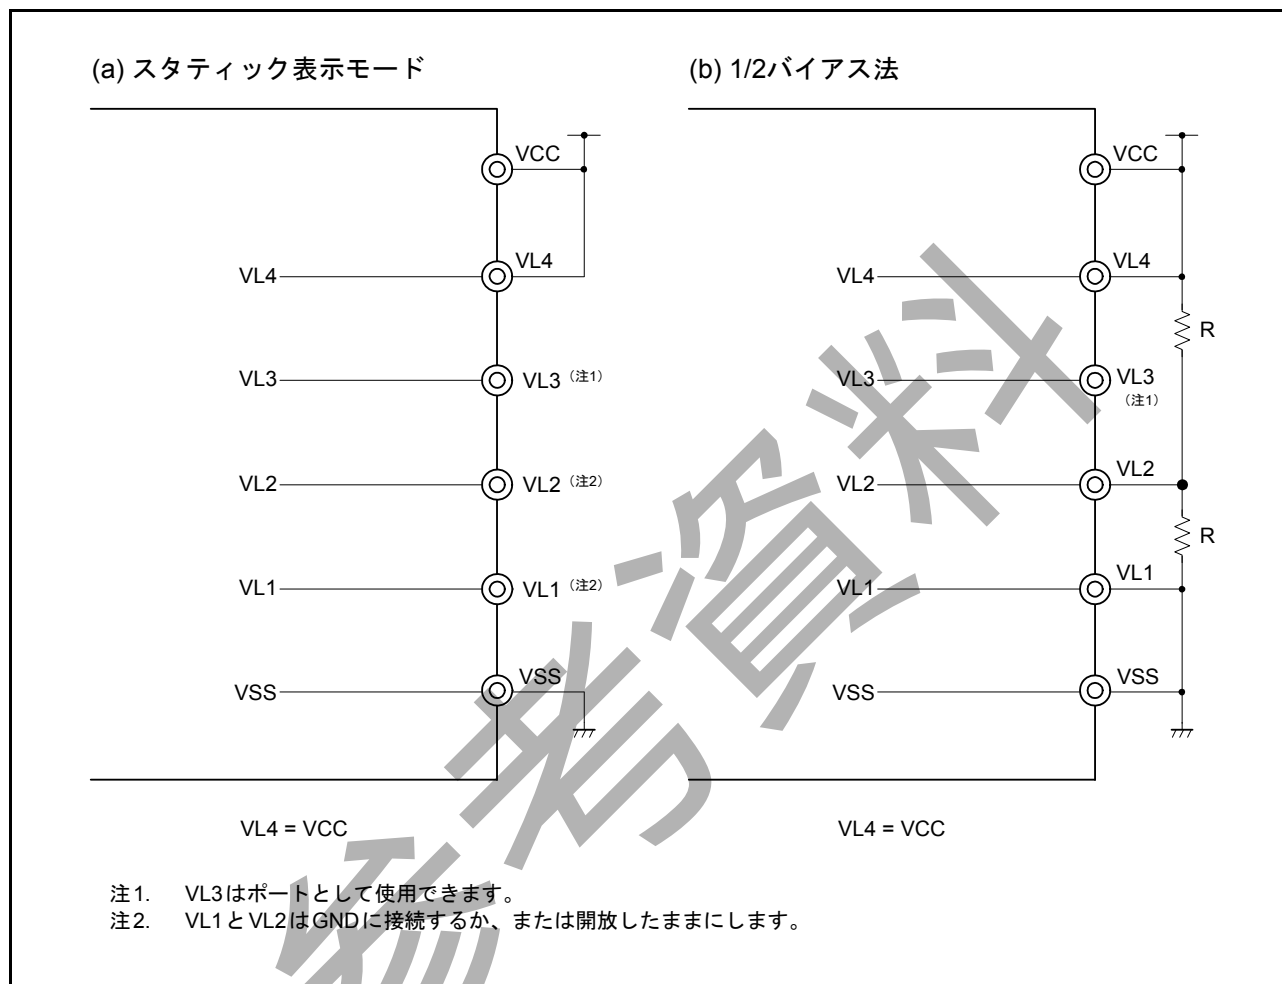 (a) スタティック表示モード
VCC
VL4 VL4
VL3 VL3（注1）
VL2 VL2（注2）
VL1 VL1（注2）
VSS VSS
VL4 = VCC
(b) 1/2バイアス法
VCC
VL4 VL4
R
VL3 VL3
（注1）
VL2 VL2
R
VL1 VL1
VSS VSS
VL4 = VCC
注1. VL3はポートとして使用できます。
注2. VL1とVL2はGNDに接続するか、または開放したままにします。
参考資料